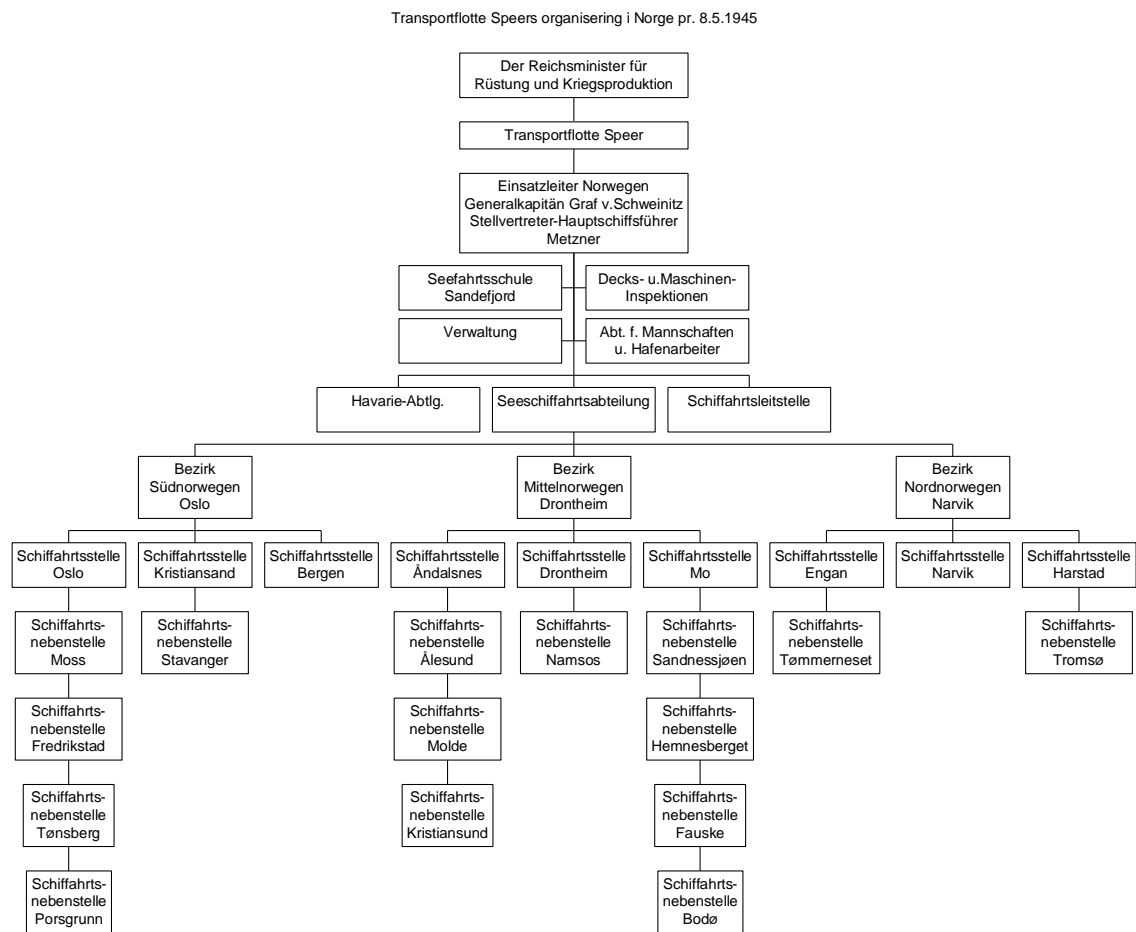 Transportflotte Speers organisering i Norge pr. 8.5.1945
Der Reichsminister für
Rüstung und Kriegsproduktion
Transportflotte Speer
Einsatzleiter Norwegen
Generalkapitän Graf v.Schweinitz
Stellvertreter-Hauptschiffsführer
Metzner
Seefahrtsschule
Sandefjord
Decks- u.Maschinen-
Inspektionen
Verwaltung
Abt. f. Mannschaften
u. Hafenarbeiter
Havarie-Abtlg.
Seeschiffahrtsabteilung
Schiffahrtsleitstelle
Bezirk
Südnorwegen
Oslo
Bezirk
Mittelnorwegen
Drontheim
Bezirk
Nordnorwegen
Narvik
Schiffahrtsstelle
Oslo
Schiffahrtsstelle
Kristiansand
Schiffahrtsstelle
Bergen
Schiffahrtsstelle
Åndalsnes
Schiffahrtsstelle
Drontheim
Schiffahrtsstelle
Mo
Schiffahrtsstelle
Engan
Schiffahrtsstelle
Narvik
Schiffahrtsstelle
Harstad
Schiffahrts-
nebenstelle
Moss
Schiffahrts-
nebenstelle
Stavanger
Schiffahrts-
nebenstelle
Ålesund
Schiffahrts-
nebenstelle
Namsos
Schiffahrts-
nebenstelle
Sandnessjøen
Schiffahrts-
nebenstelle
Tømmerneset
Schiffahrts-
nebenstelle
Tromsø
Schiffahrts-
nebenstelle
Fredrikstad
Schiffahrts-
nebenstelle
Molde
Schiffahrts-
nebenstelle
Hemnesberget
Schiffahrts-
nebenstelle
Tønsberg
Schiffahrts-
nebenstelle
Kristiansund
Schiffahrts-
nebenstelle
Fauske
Schiffahrts-
nebenstelle
Porsgrunn
Schiffahrts-
nebenstelle
Bodø